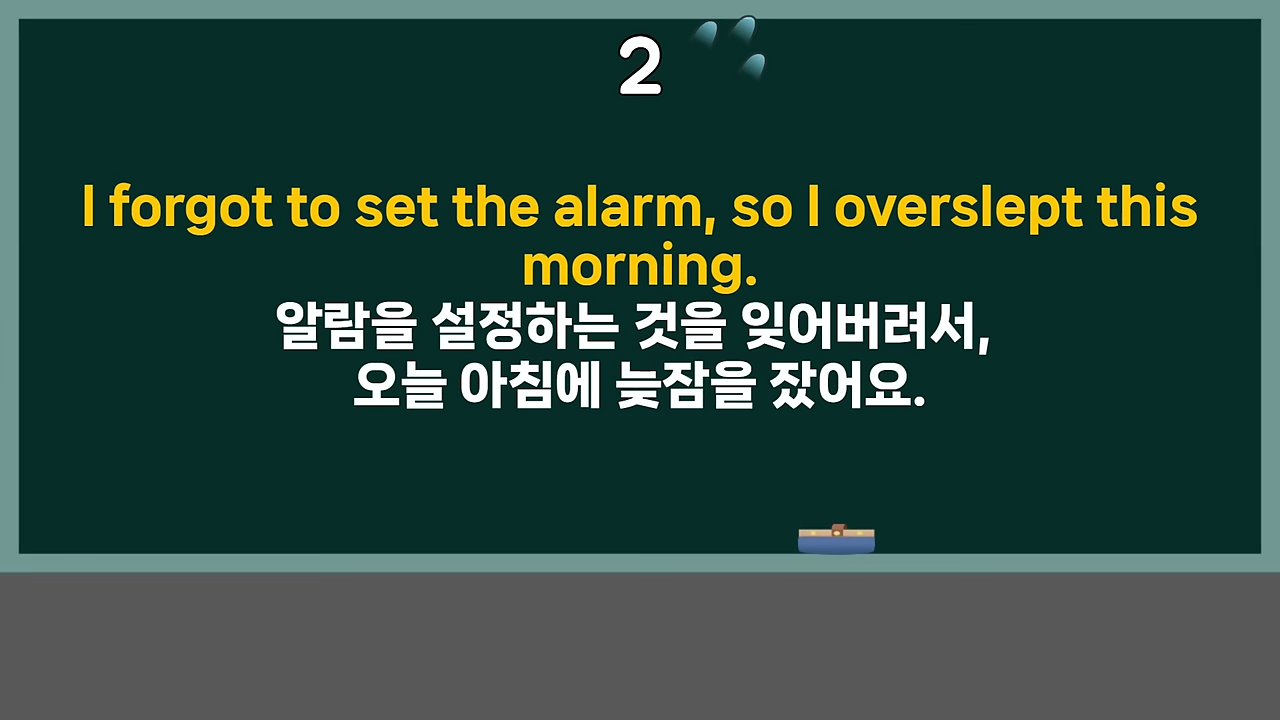 2
I forgot to set the alarm, so I overslept this
morning.
알람을 설정하는 것을 잊어버려서,
오늘 아침에 늦잠을 잤어요.